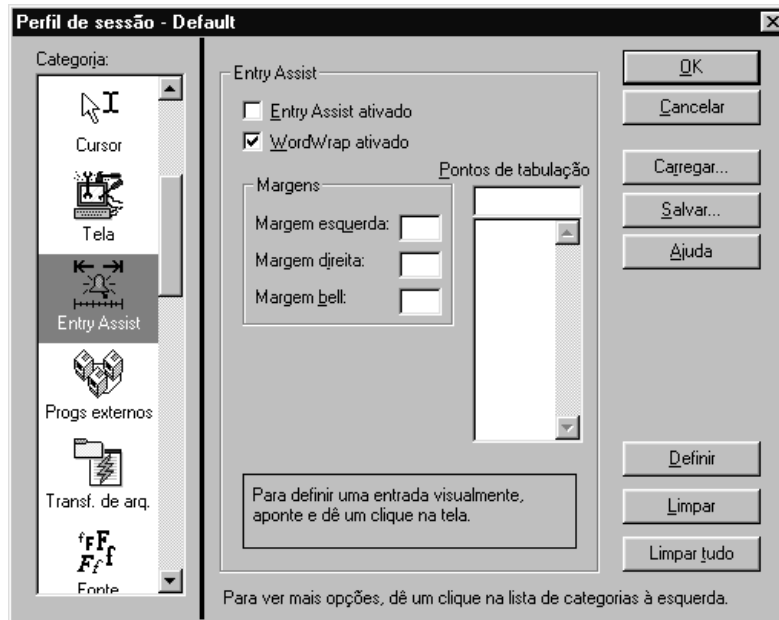 Perfil de sessão - Default
Categoria:
Cursor
Tela
Entry Assist
Progs externos
Transf. de arq.
Fonte
Entry Assist
Entry Assist ativado
WordWrap ativado
Margens
Margem esquerda:
Margem direita:
Margem bell:
Pontos de tabulação
Para definir uma entrada visualmente,
aponte e dê um clique na tela.
OK
Cancelar
Carregar...
Salvar...
Ajuda
Definir
Limpar
Limpar tudo
Para ver mais opções, dê um clique na lista de categorias à esquerda.